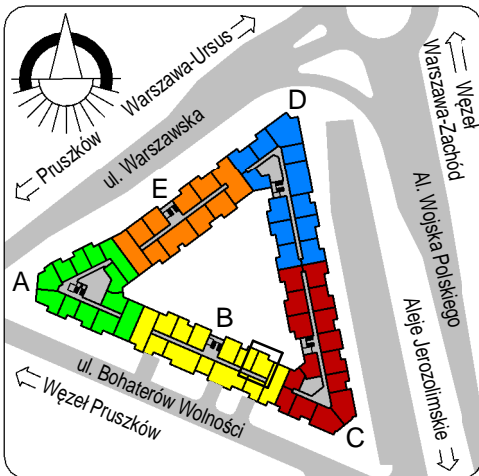 Warszawa-Ursus
Pruszków
ul. Warszawska
Węzeł
Warszawa-Zachód
Al. Wojska Polskiego
Aleje Jerozolimskie
D
E
A
B
C
ul. Bohaterów Wolności
Węzeł Pruszków